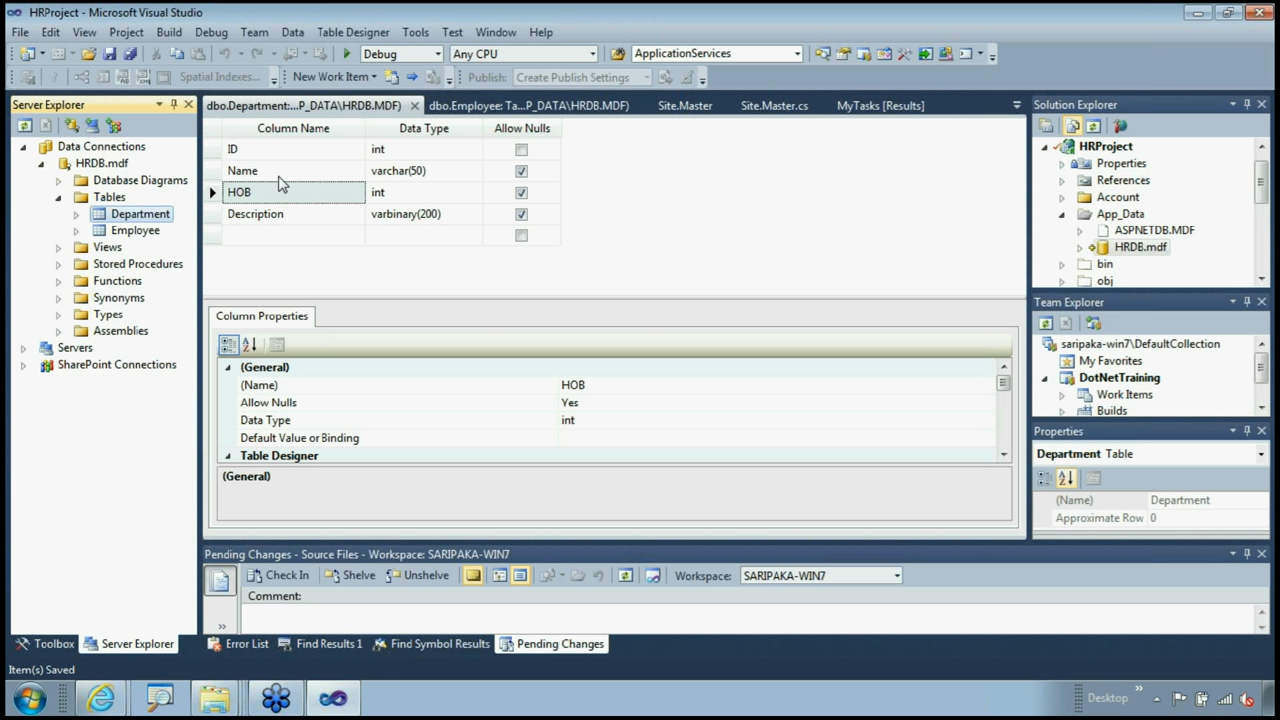 HRProject - Microsoft Visual Studio
File Edit View Project Build Debug Team Data Table Designer Tools Test Window Help
Debug Any CPU ApplicationServices
Spatial Indexes... New Work Item Publish: Create Publish Settings
Server Explorer
Data Connections
HRDB.mdf
Database Diagrams
Tables
Department
Employee
Views
Stored Procedures
Functions
Synonyms
Types
Assemblies
Servers
SharePoint Connections
Toolbox Server Explorer
dbo.Department:...P_DATA\HRDB.MDF) dbo.Employee: Ta...P_DATA\HRDB.MDF) Site.Master Site.Master.cs MyTasks [Results]
Column Name Data Type Allow Nulls
ID int
Name varchar(50)
HOB int
Description varbinary(200)
Column Properties
(General)
(Name) HOB
Allow Nulls Yes
Data Type int
Default Value or Binding
Table Designer
(General)
Pending Changes - Source Files - Workspace: SARIPAKA-WIN7
Check In Shelve Unshelve Workspace: SARIPAKA-WIN7
Comment:
Error List Find Results 1 Find Symbol Results Pending Changes
Solution Explorer
HRProject
Properties
References
Account
App_Data
ASPNETDB.MDF
HRDB.mdf
bin
obj
Team Explorer
saripaka-win7\DefaultCollection
My Favorites
DotNetTraining
Work Items
Builds
Properties
Department Table
(Name) Department
Approximate Row 0
Item(s) Saved
Desktop